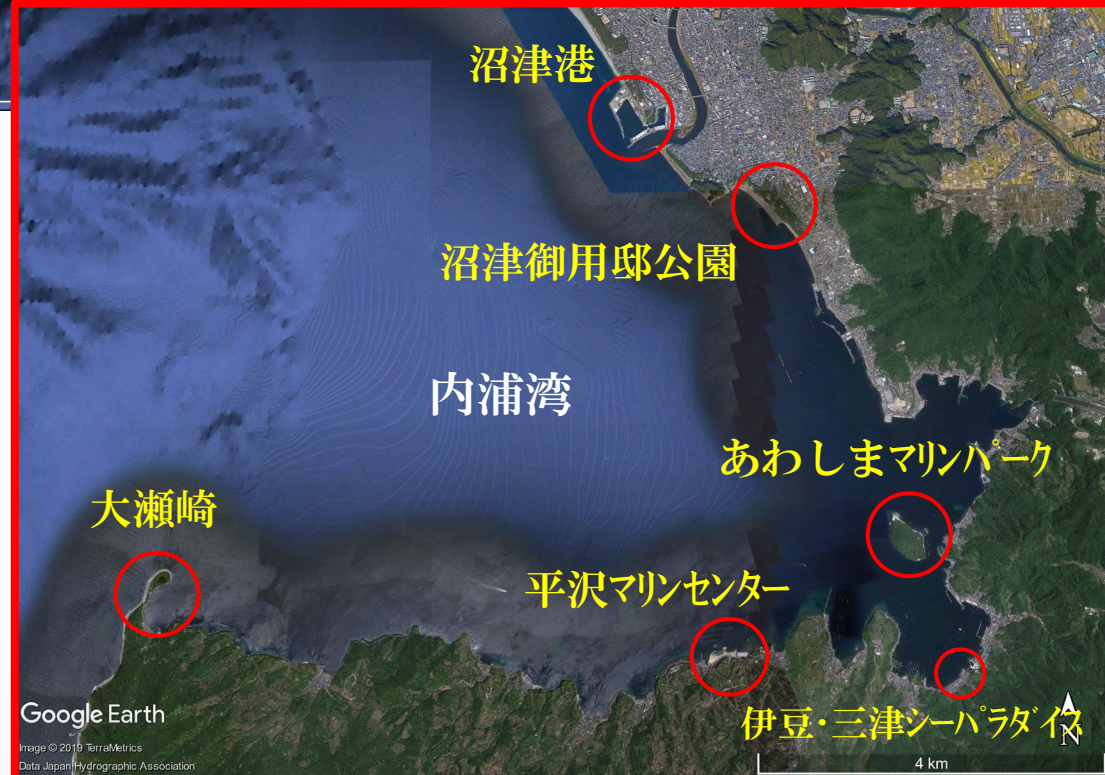 沼津港
沼津御用邸公園
内浦湾
あわしまマリンパーク
大瀬崎
平沢マリンセンター
伊豆・三津シーパラダイス
N
Google Earth
Image © 2019 TerraMetrics
Data Japan Hydrographic Association
4 km